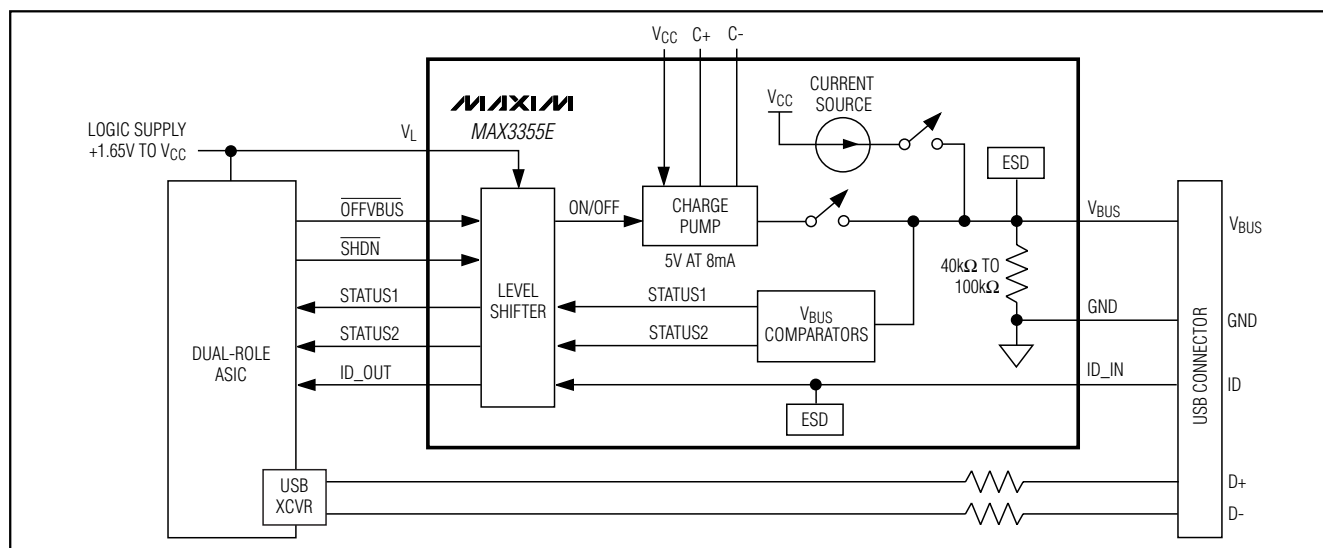 VCC C+ C-
MAXIM
MAX3355E
CURRENT
SOURCE
VCC
LOGIC SUPPLY
+1.65V TO VCC
VL
ESD
OFFVBUS
ON/OFF
CHARGE
PUMP
VBUS
VBUS
SHDN
5V AT 8mA
40kΩ TO
100kΩ
LEVEL
SHIFTER
STATUS1
STATUS1
VBUS
COMPARATORS
GND
GND
STATUS2
STATUS2
DUAL-ROLE
ASIC
ID_OUT
ID_IN
ID
ESD
USB CONNECTOR
USB
XCVR
D+
D-